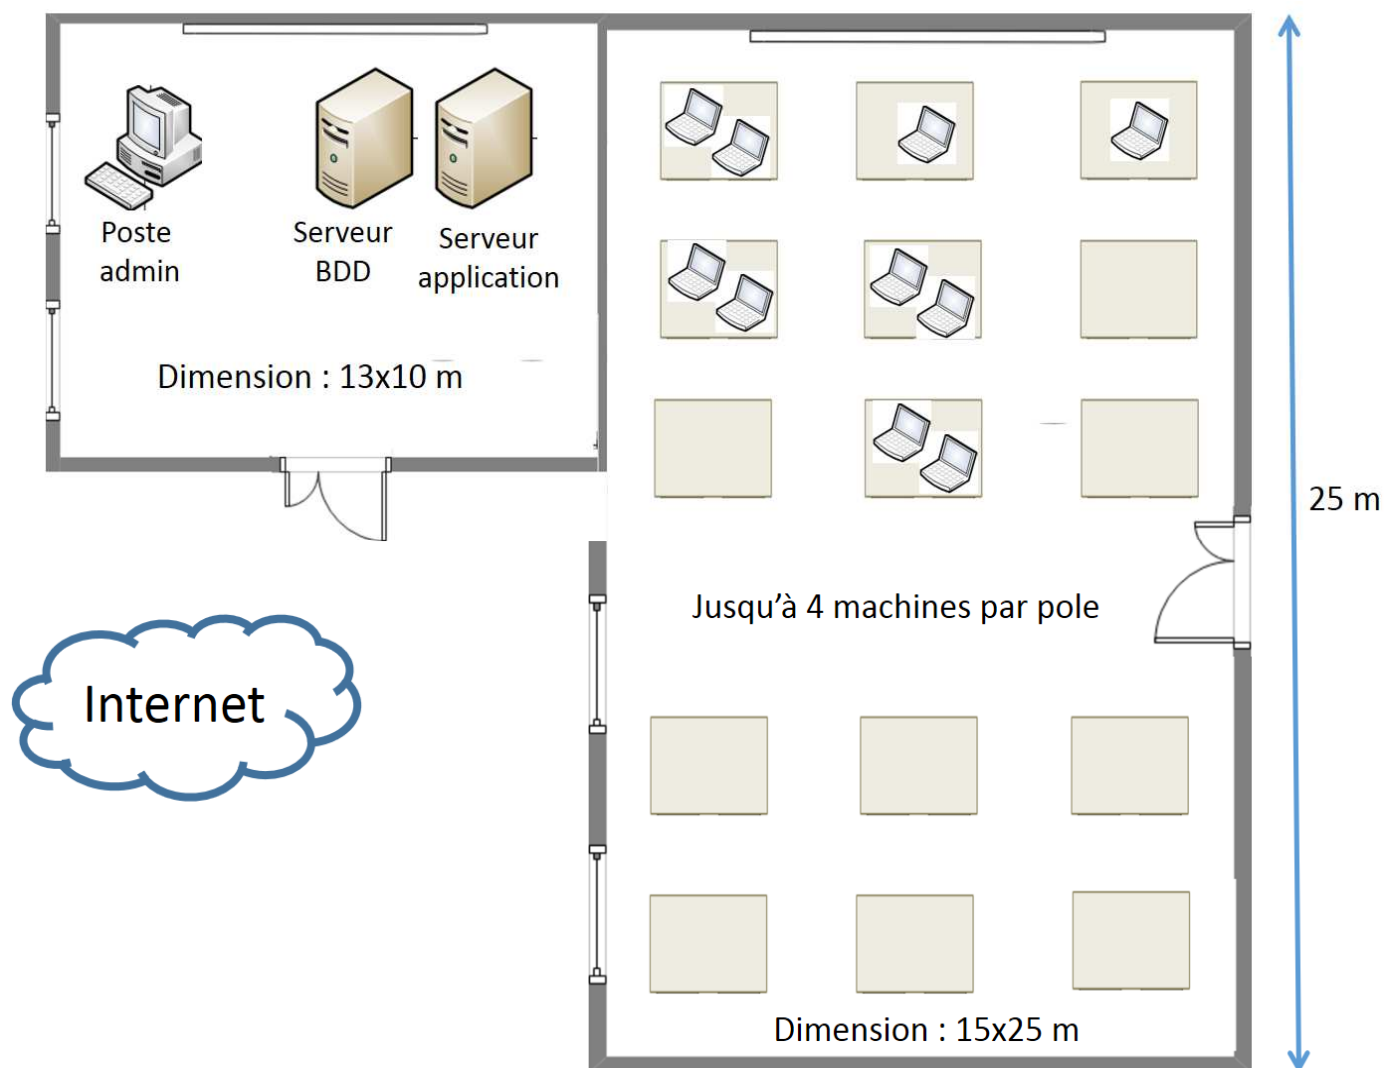 Poste
admin
Serveur
BDD
Serveur
application
Dimension : 13x10 m
25 m
Jusqu'à 4 machines par pole
Internet
Dimension : 15x25 m